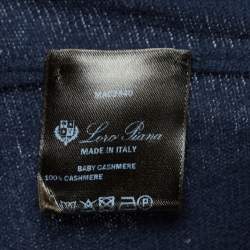 Loro Piana
MADE IN ITALY
BABY CASHMERE
100% CASHMERE